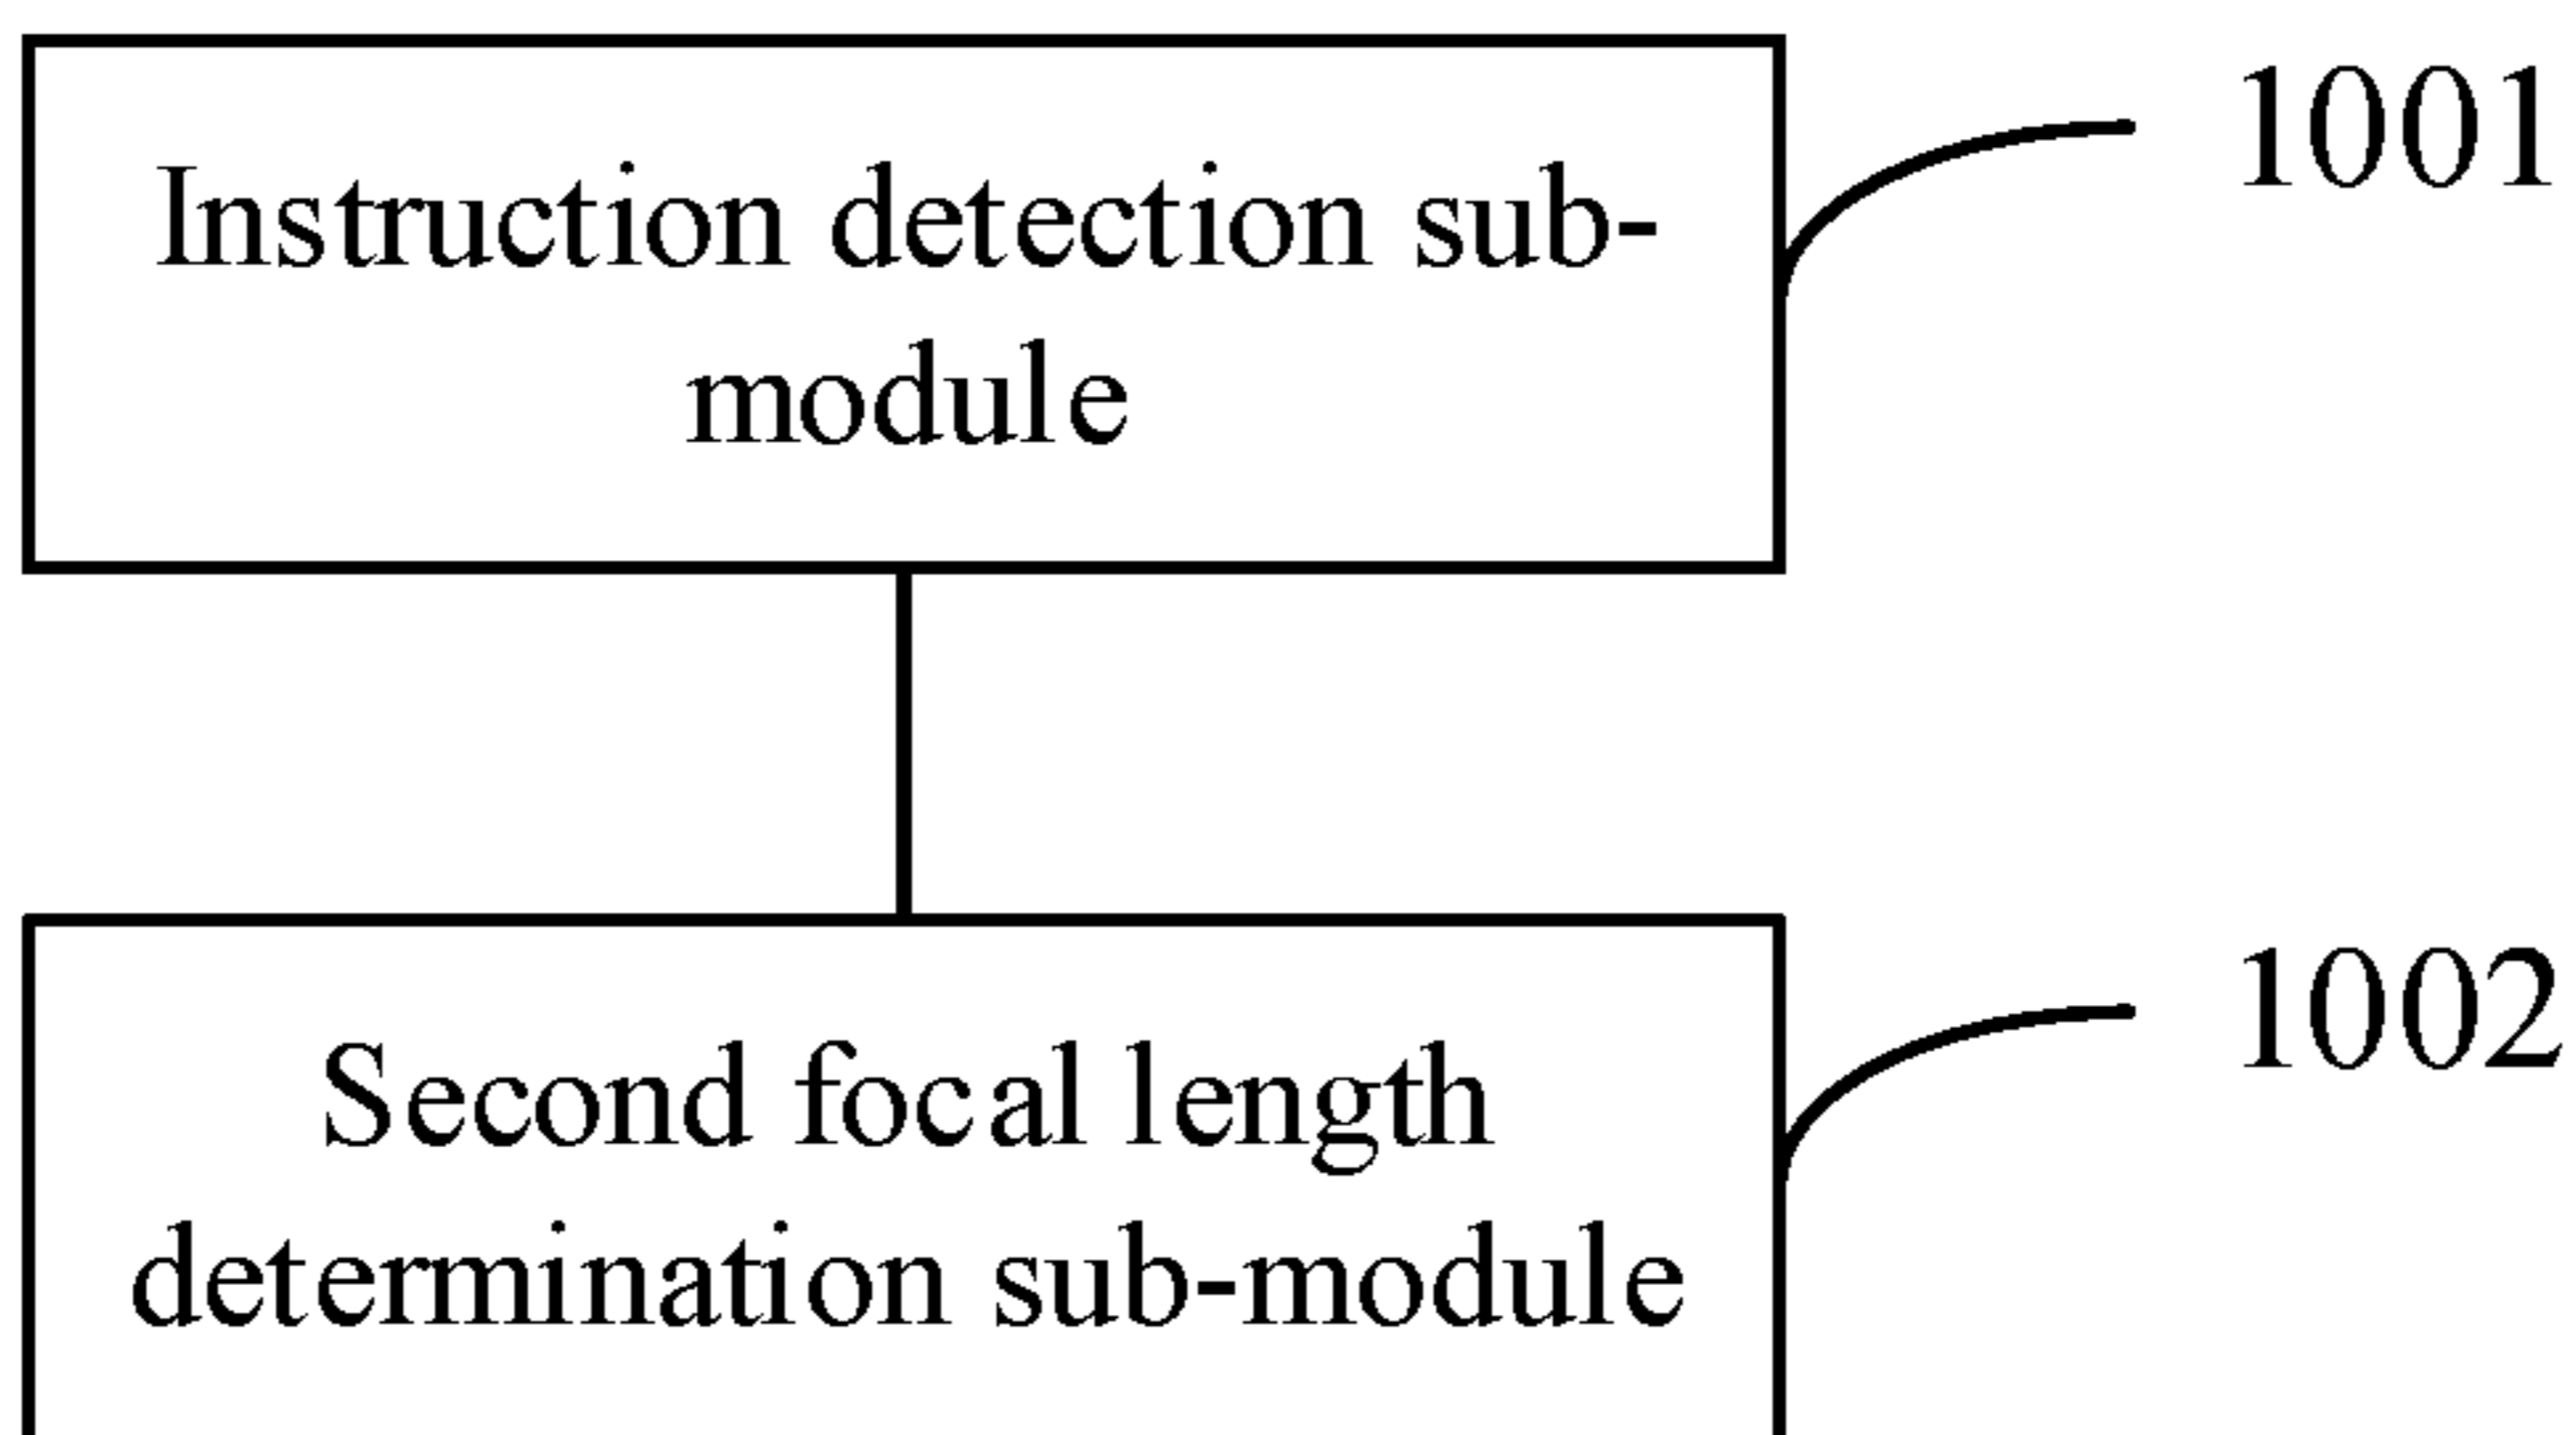 Instruction detection sub-
module
1001
Second focal length
determination sub-module
1002